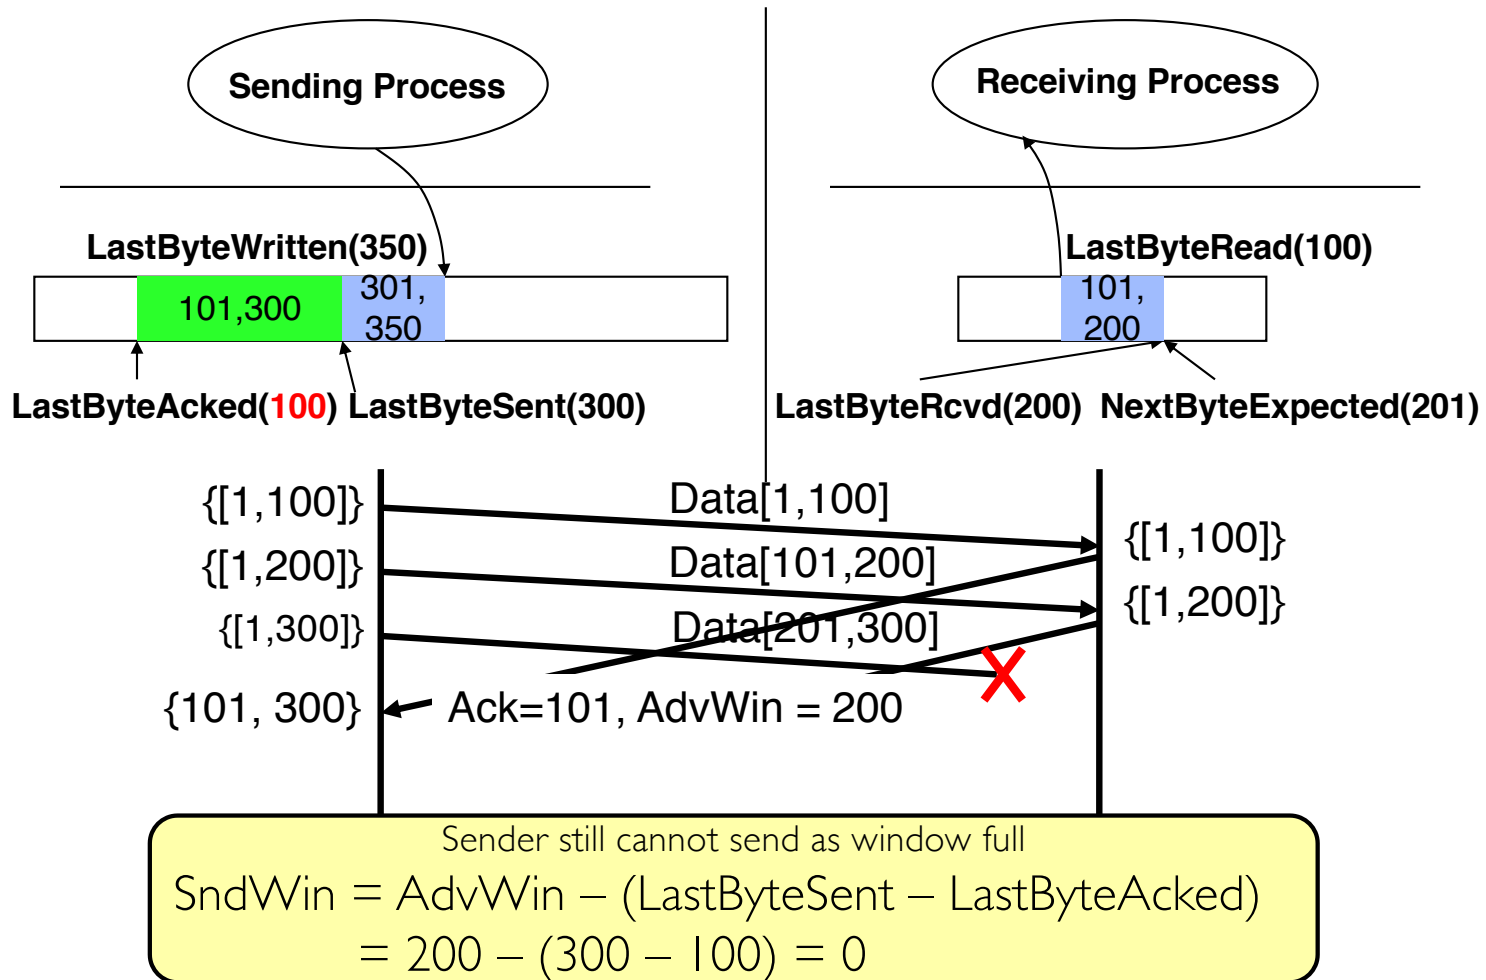 Sending Process
Receiving Process
LastByteWritten(350)
LastByteRead(100)
101,300
301,
350
101,
200
LastByteAcked(100) LastByteSent(300)
LastByteRcvd(200) NextByteExpected(201)
{[1,100]}
Data[1,100]
{[1,100]}
{[1,200]}
Data[101,200]
{[1,200]}
{[1,300]}
Data[201,300]
{101, 300}
Ack=101, AdvWin = 200
Sender still cannot send as window full
SndWin = AdvWin – (LastByteSent – LastByteAcked)
= 200 – (300 – 100) = 0